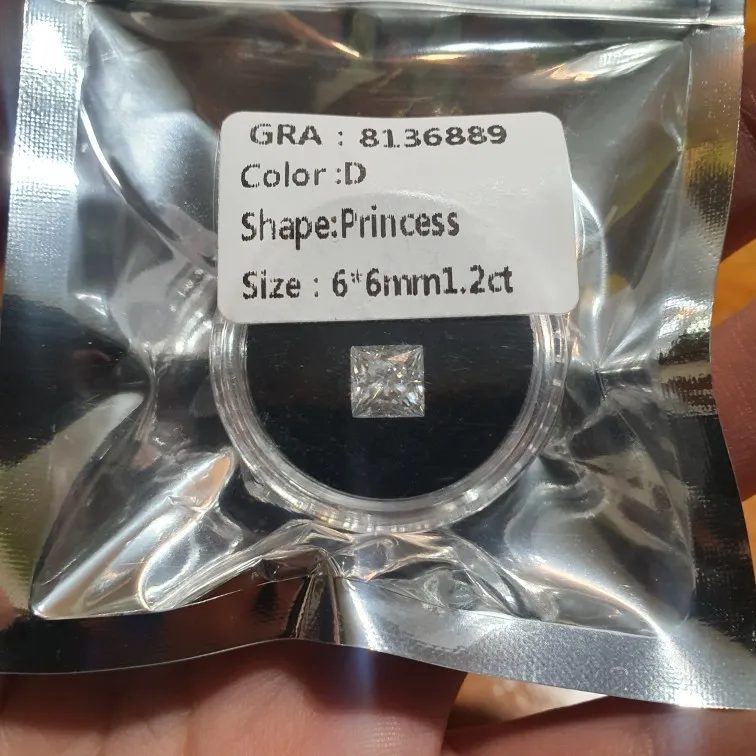 GRA : 8136889
Color :D
Shape:Princess
Size : 6*6mm1.2ct